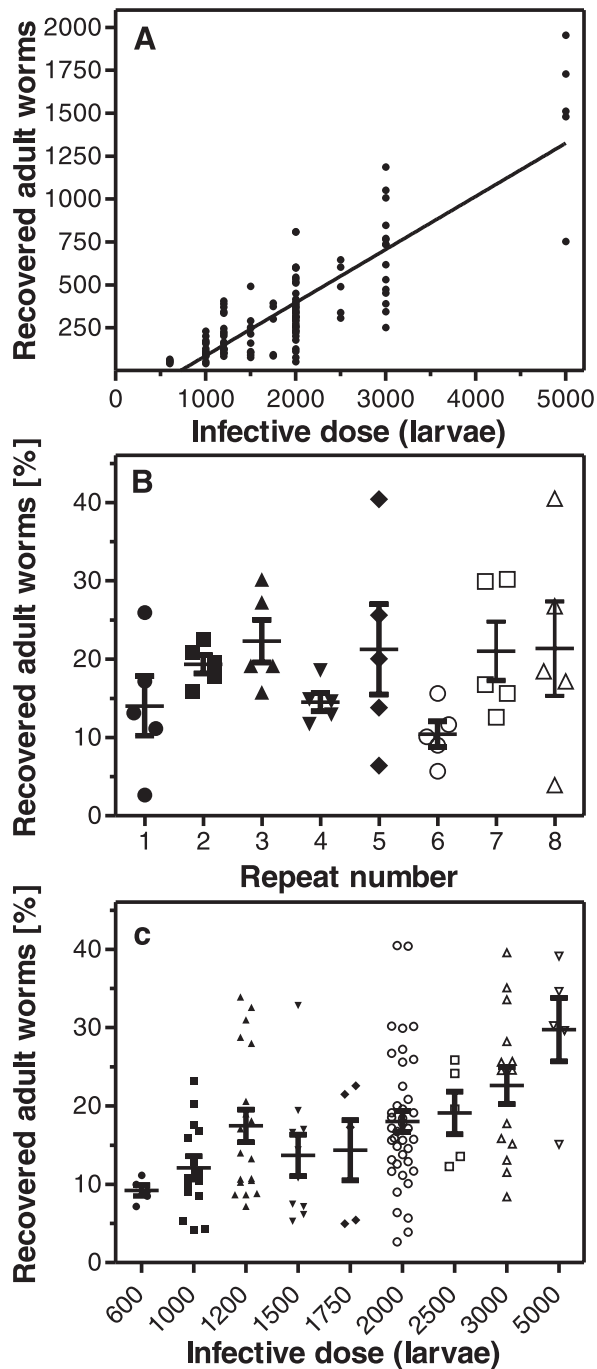 A
Recovered adult worms
2000
1750
1500
1250
1000
750
500
250
0 1000 2000 3000 4000 5000
Infective dose (larvae)
B
Recovered adult worms [%]
40
30
20
10
0
1 2 3 4 5 6 7 8
Repeat number
c
Recovered adult worms [%]
40
30
20
10
0
600 1000 1200 1500 1750 2000 2500 3000 5000
Infective dose (larvae)